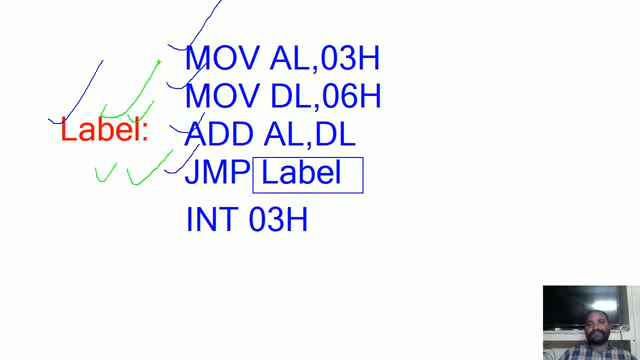 MOV AL,03H
MOV DL,06H
Label: ADD AL,DL
JMP Label
INT 03H